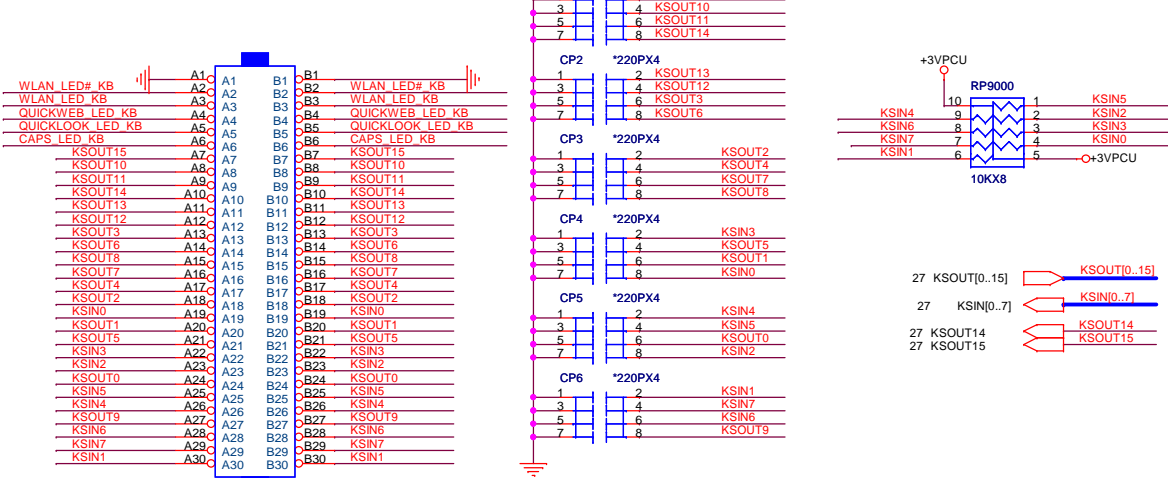 3 4 KSOUT10
5 6 KSOUT11
7 8 KSOUT14
CP2 *220PX4
1 2 KSOUT13
3 4 KSOUT12
5 6 KSOUT3
7 8 KSOUT6
CP3 *220PX4
1 2 KSOUT2
3 4 KSOUT4
5 6 KSOUT7
7 8 KSOUT8
CP4 *220PX4
1 2 KSIN3
3 4 KSOUT5
5 6 KSOUT1
7 8 KSIN0
CP5 *220PX4
1 2 KSIN4
3 4 KSIN5
5 6 KSOUT0
7 8 KSIN2
CP6 *220PX4
1 2 KSIN1
3 4 KSIN7
5 6 KSIN6
7 8 KSOUT9
A1 A1 B1 B1
WLAN_LED#_KB A2 A2 B2 B2 WLAN_LED#_KB
WLAN_LED_KB A3 A3 B3 B3 WLAN_LED_KB
QUICKWEB_LED_KB A4 A4 B4 B4 QUICKWEB_LED_KB
QUICKLOOK_LED_KB A5 A5 B5 B5 QUICKLOOK_LED_KB
CAPS_LED_KB A6 A6 B6 B6 CAPS_LED_KB
KSOUT15 A7 A7 B7 B7 KSOUT15
KSOUT10 A8 A8 B8 B8 KSOUT10
KSOUT11 A9 A9 B9 B9 KSOUT11
KSOUT14 A10 A10 B10 B10 KSOUT14
KSOUT13 A11 A11 B11 B11 KSOUT13
KSOUT12 A12 A12 B12 B12 KSOUT12
KSOUT3 A13 A13 B13 B13 KSOUT3
KSOUT6 A14 A14 B14 B14 KSOUT6
KSOUT8 A15 A15 B15 B15 KSOUT8
KSOUT7 A16 A16 B16 B16 KSOUT7
KSOUT4 A17 A17 B17 B17 KSOUT4
KSOUT2 A18 A18 B18 B18 KSOUT2
KSIN0 A19 A19 B19 B19 KSIN0
KSOUT1 A20 A20 B20 B20 KSOUT1
KSOUT5 A21 A21 B21 B21 KSOUT5
KSIN3 A22 A22 B22 B22 KSIN3
KSIN2 A23 A23 B23 B23 KSIN2
KSOUT0 A24 A24 B24 B24 KSOUT0
KSIN5 A25 A25 B25 B25 KSIN5
KSIN4 A26 A26 B26 B26 KSIN4
KSOUT9 A27 A27 B27 B27 KSOUT9
KSIN6 A28 A28 B28 B28 KSIN6
KSIN7 A29 A29 B29 B29 KSIN7
KSIN1 A30 A30 B30 B30 KSIN1
+3VPCU
RP9000
10 1 KSIN5
KSIN4 9 2 KSIN2
KSIN6 8 3 KSIN3
KSIN7 7 4 KSIN0
KSIN1 6 5 +3VPCU
10KX8
27 KSOUT[0..15] KSOUT[0..15]
27 KSIN[0..7] KSIN[0..7]
27 KSOUT14 KSOUT14
27 KSOUT15 KSOUT15